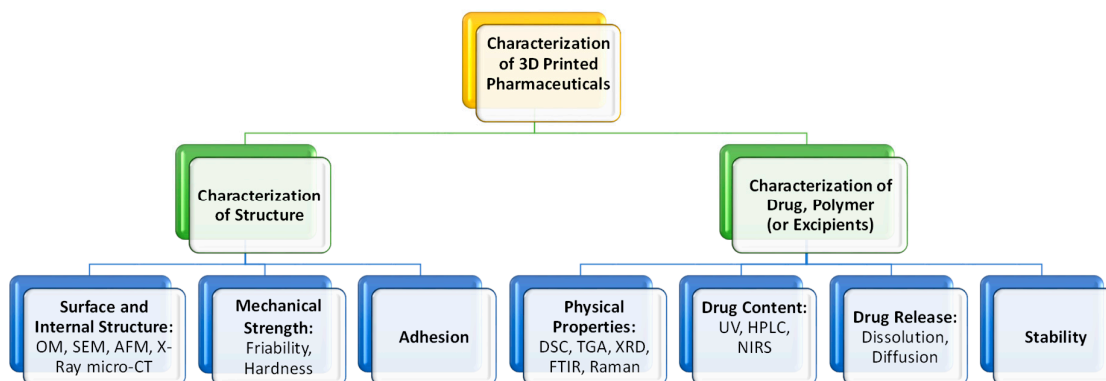 Characterization
of 3D Printed
Pharmaceuticals
Characterization
of Structure
Characterization of
Drug, Polymer
(or Excipients)
Surface and
Internal Structure:
OM, SEM, AFM, X-
Ray micro-CT
Mechanical
Strength:
Friability,
Hardness
Adhesion
Physical
Properties:
DSC, TGA, XRD,
FTIR, Raman
Drug Content:
UV, HPLC,
NIRS
Drug Release:
Dissolution,
Diffusion
Stability